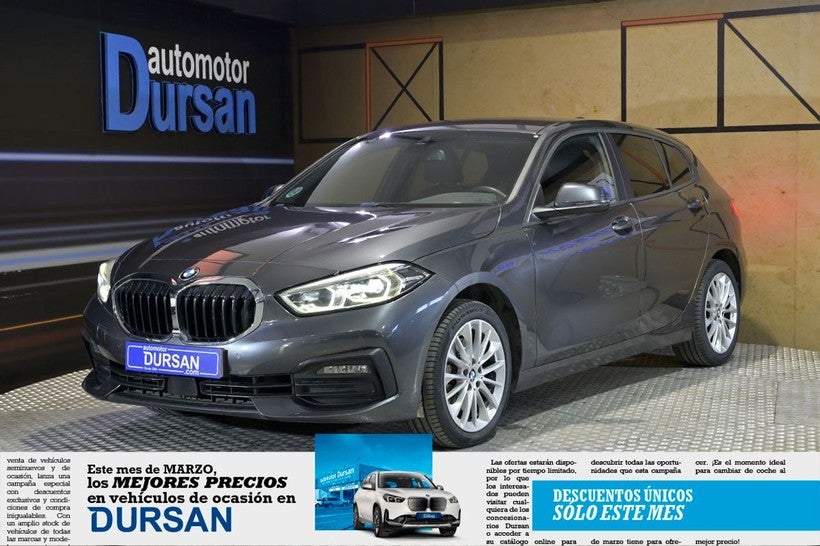 automotor
Dursan
automotor
DURSAN
.com
venta de vehículos
seminuevos y de
ocasión, lanza una
campaña especial
con descuentos
exclusivos y condi-
ciones de compra
inigualables. Con
un amplio stock de
vehículos de todas
las marcas y mode-
Este mes de MARZO,
los MEJORES PRECIOS
en vehículos de ocasión en
DURSAN
automotor Dursan
Las ofertas estarán dispo-
nibles por tiempo limitado,
por lo que
los interesa-
dos pueden
visitar cual-
quiera de los
concesiona-
rios Dursan
o acceder a
su catálogo online para
descubrir todas las oportu-
nidades que esta campaña
cer. ¡Es el momento ideal
para cambiar de coche al
DESCUENTOS ÚNICOS
SÓLO ESTE MES
de marzo tiene para ofre-
mejor precio!